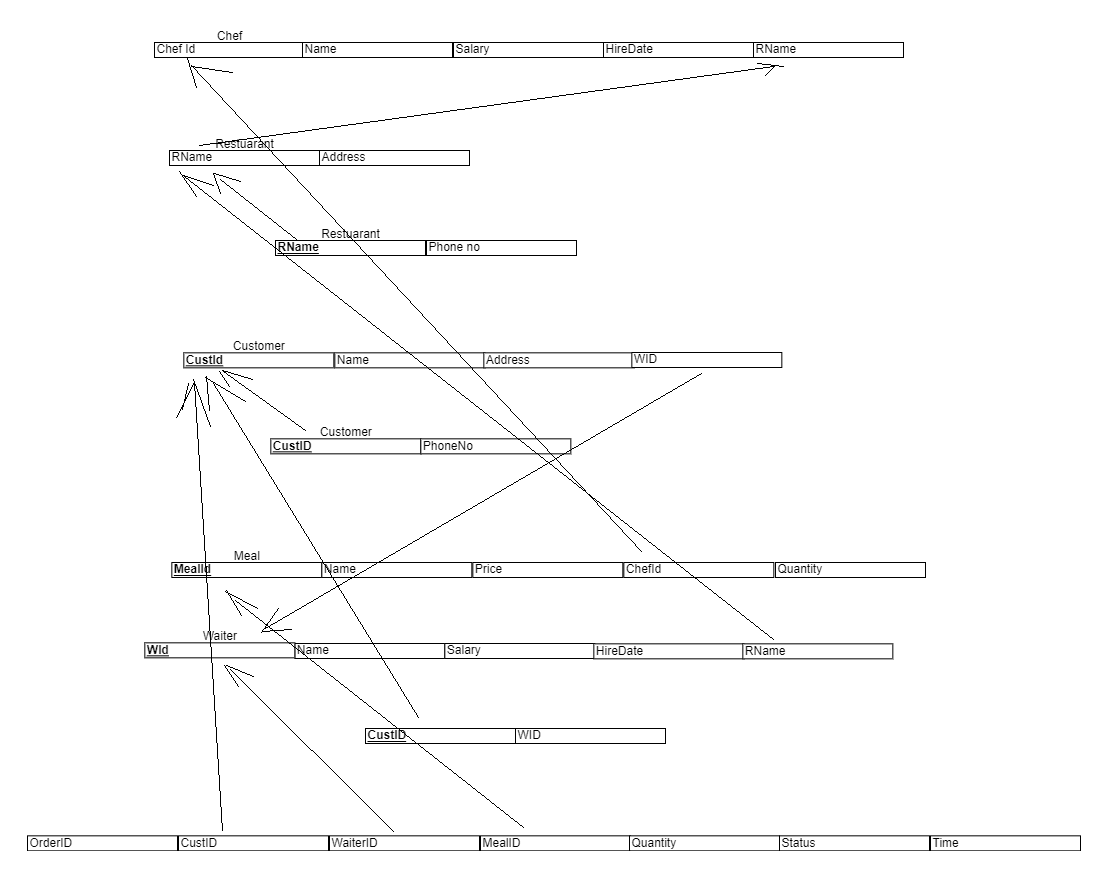 Chef
Chef Id Name Salary HireDate RName
Restuarant
RName Address
Restuarant
RName Phone no
Customer
CustId Name Address WID
Customer
CustID PhoneNo
Meal
MealId Name Price ChefId Quantity
Waiter
WId Name Salary HireDate RName
CustID WID
OrderID CustID WaiterID MealID Quantity Status Time